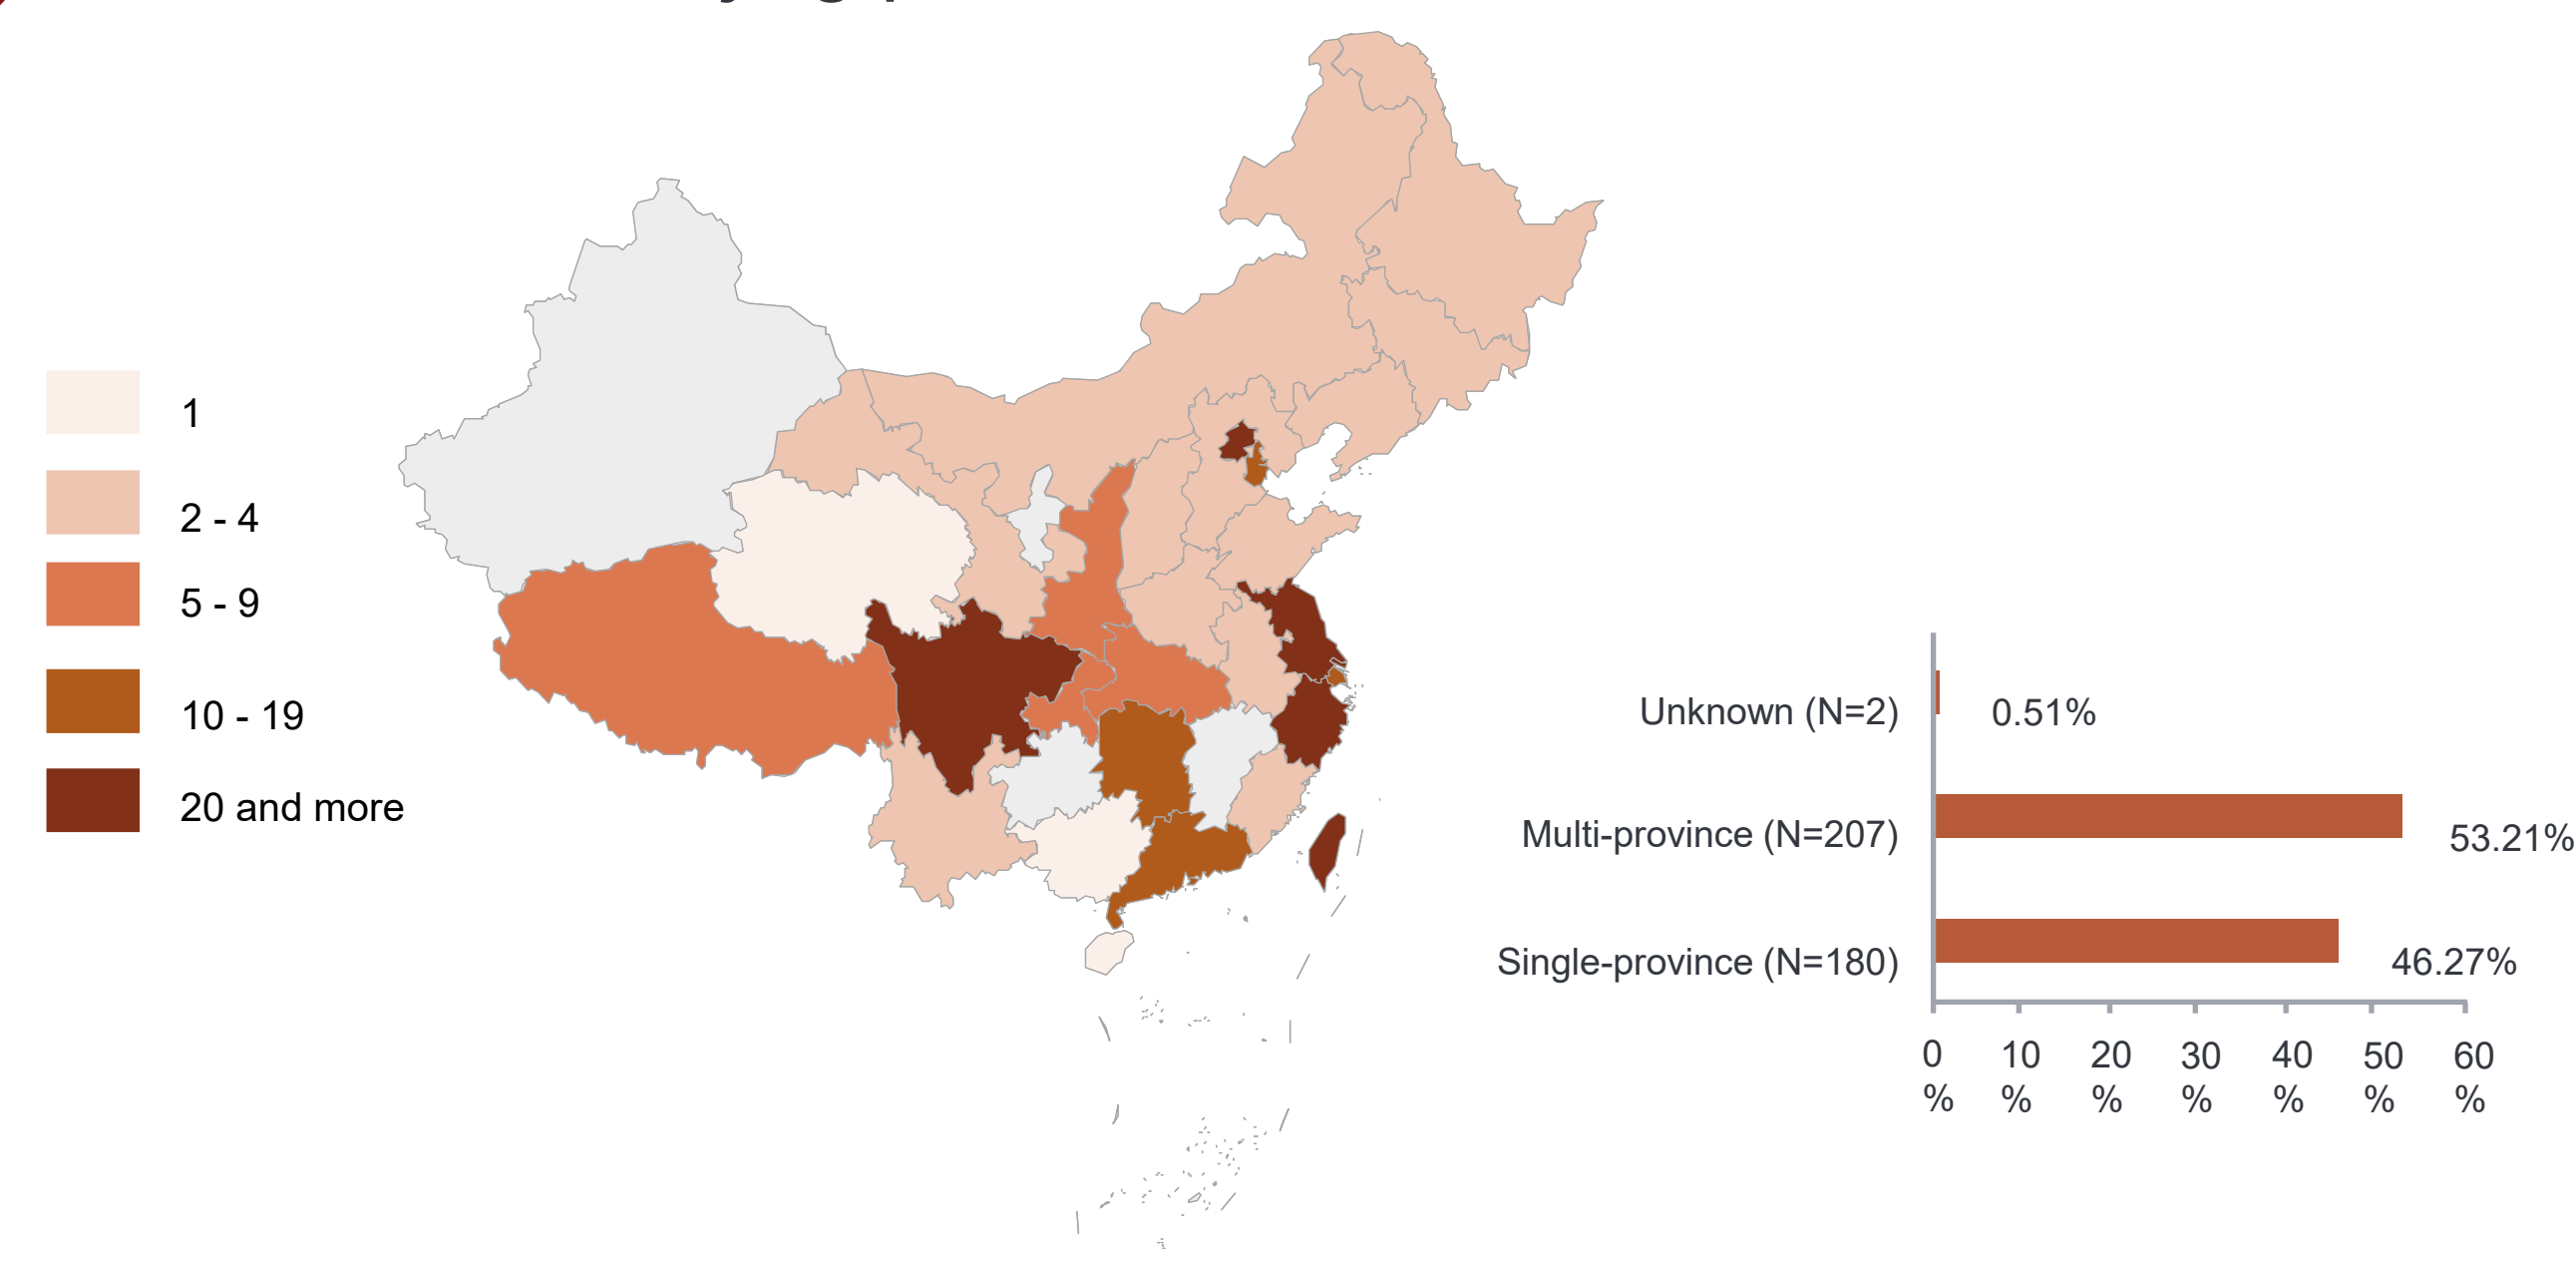 1
2 - 4
5 - 9
10 - 19
20 and more
Unknown (N=2)
0.51%
Multi-province (N=207)
53.21%
Single-province (N=180)
46.27%
0 % 10 % 20 % 30 % 40 % 50 % 60 %